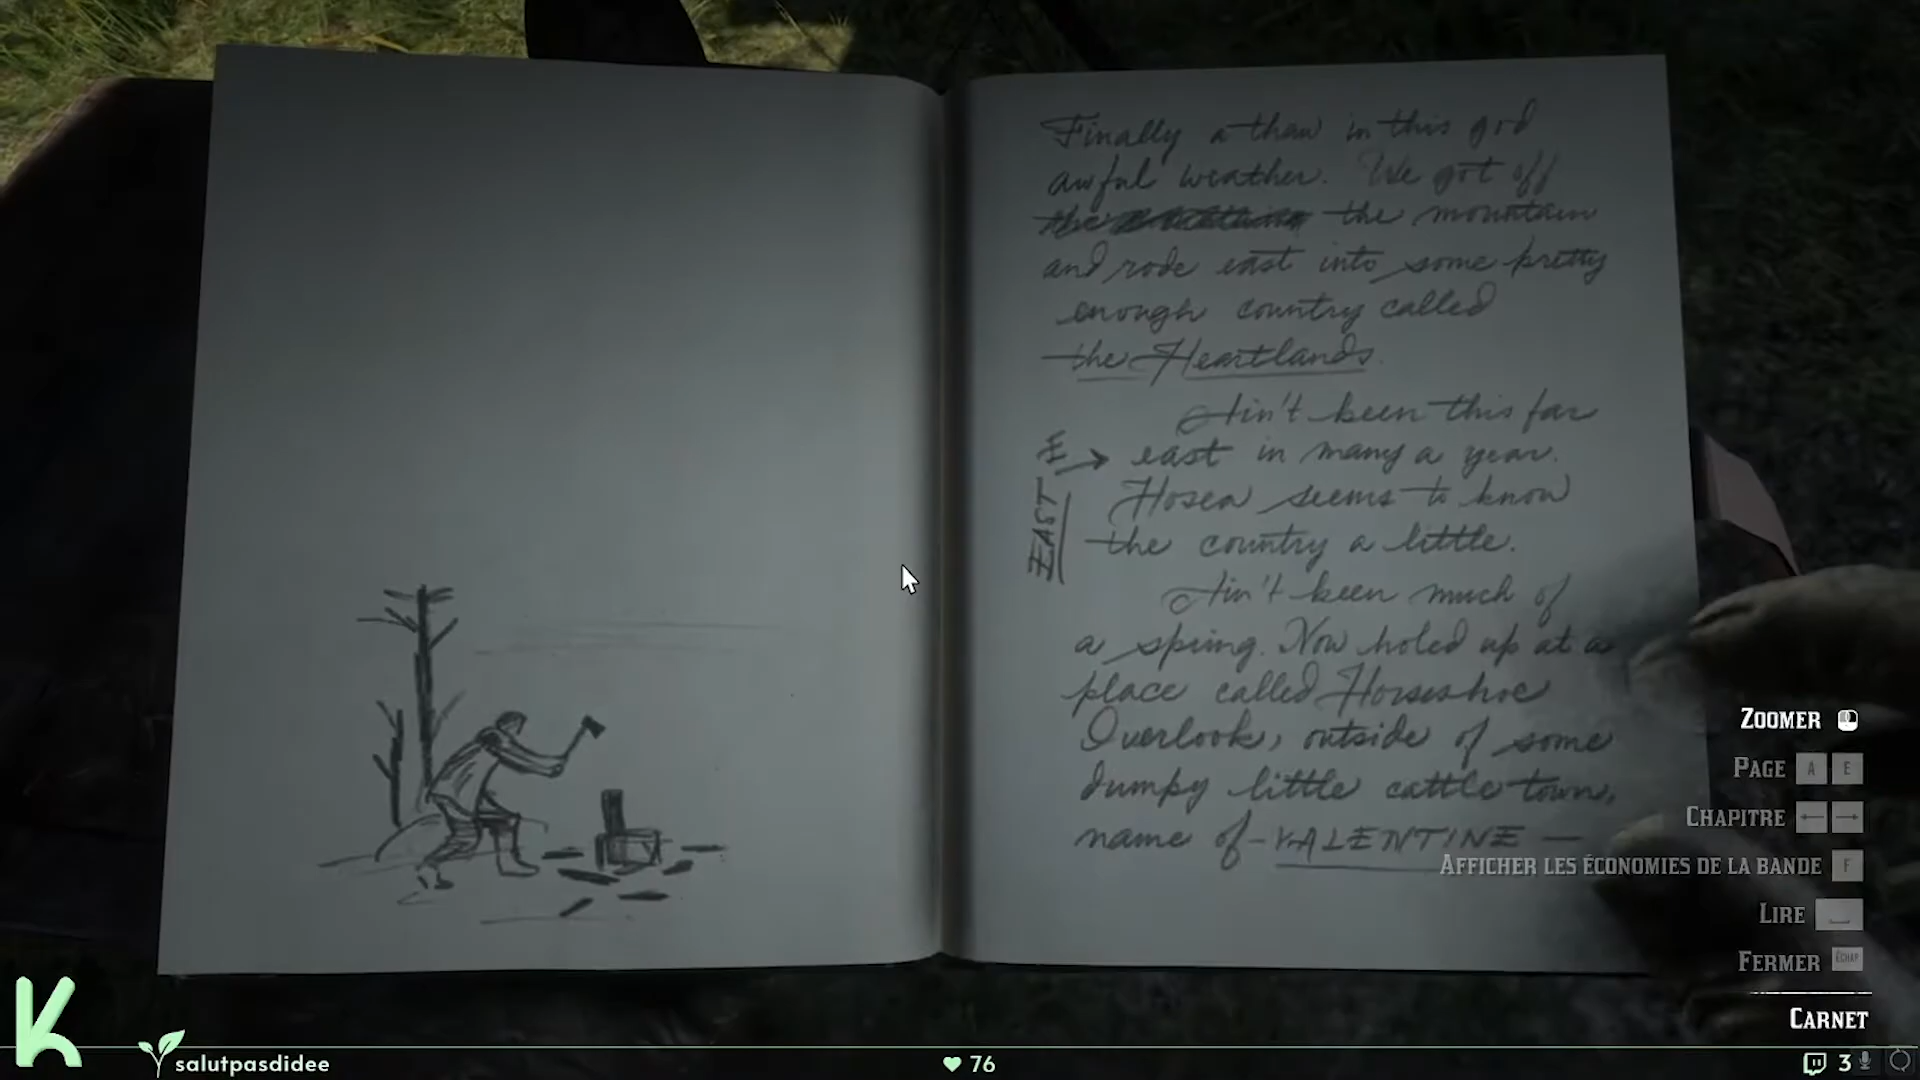 Finally a thaw in this god
awful weather. We got off
the the mountain
and rode east into some pretty
enough country called
the Heartlands.
Ain't been this far
east in many a year.
EAST
Hosea seems to know
the country a little.
Ain't been much of
a spring. Now holed up at a
place called Horseshoe
Overlook, outside of some
dumpy little cattle town,
name of - VALENTINE -
ZOOMER
PAGE A E
CHAPITRE ← →
AFFICHER LES ÉCONOMIES DE LA BANDE F
LIRE
FERMER ÉCHAP
CARNET
K
salutpasdidee
76
3